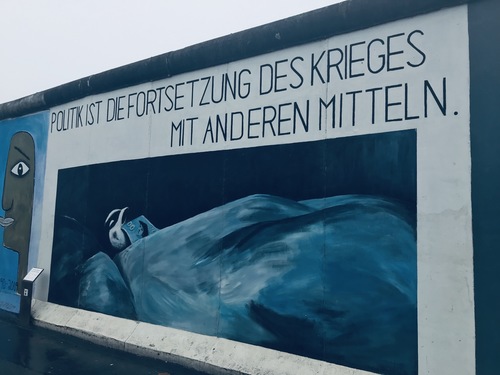 POLITIK IST DIE FORTSETZUNG DES KRIEGES
MIT ANDEREN MITTELN.